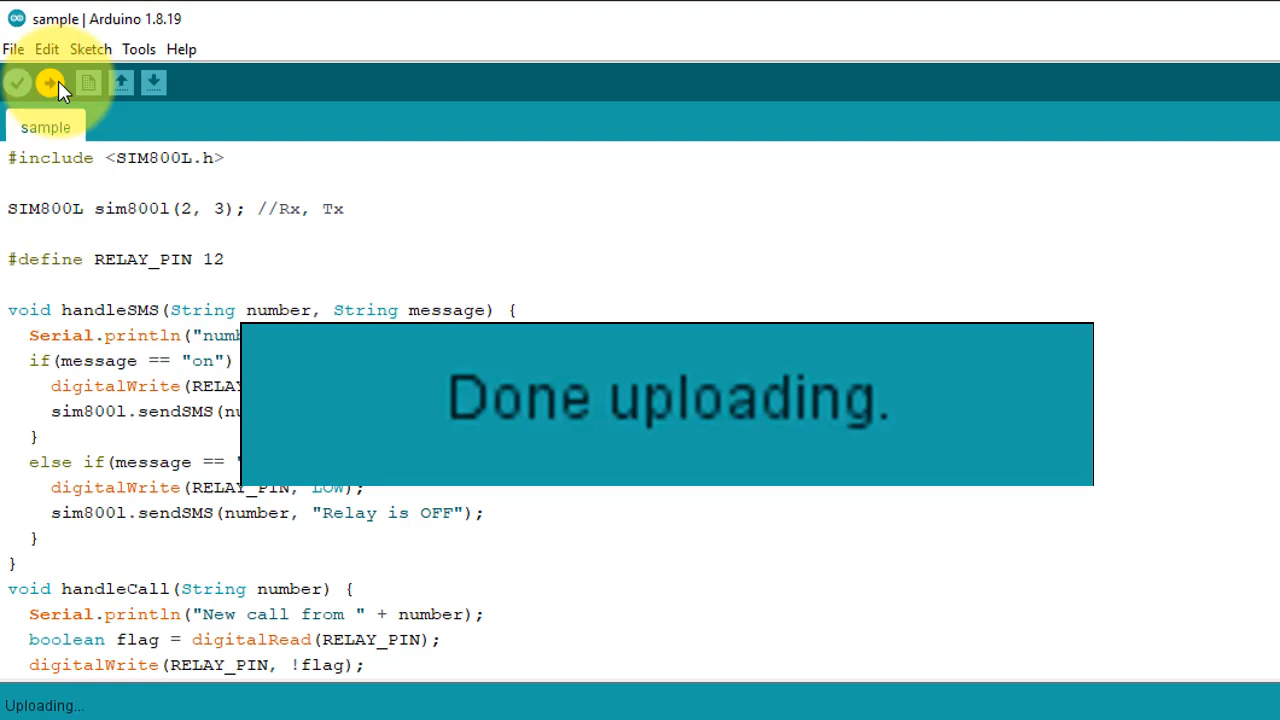 sample | Arduino 1.8.19
File Edit Sketch Tools Help
sample
#include <SIM800L.h>
SIM800L sim800l(2, 3); //Rx, Tx
#define RELAY_PIN 12
void handleSMS(String number, String message) {
Serial.println("numb
if(message == "on")
digitalWrite(RELAY
sim800l.sendSMS(nu
}
else if(message == "
digitalWrite(RELAY_PIN, LOW);
sim800l.sendSMS(number, "Relay is OFF");
}
}
void handleCall(String number) {
Serial.println("New call from " + number);
boolean flag = digitalRead(RELAY_PIN);
digitalWrite(RELAY_PIN, !flag);
Done uploading.
Uploading...